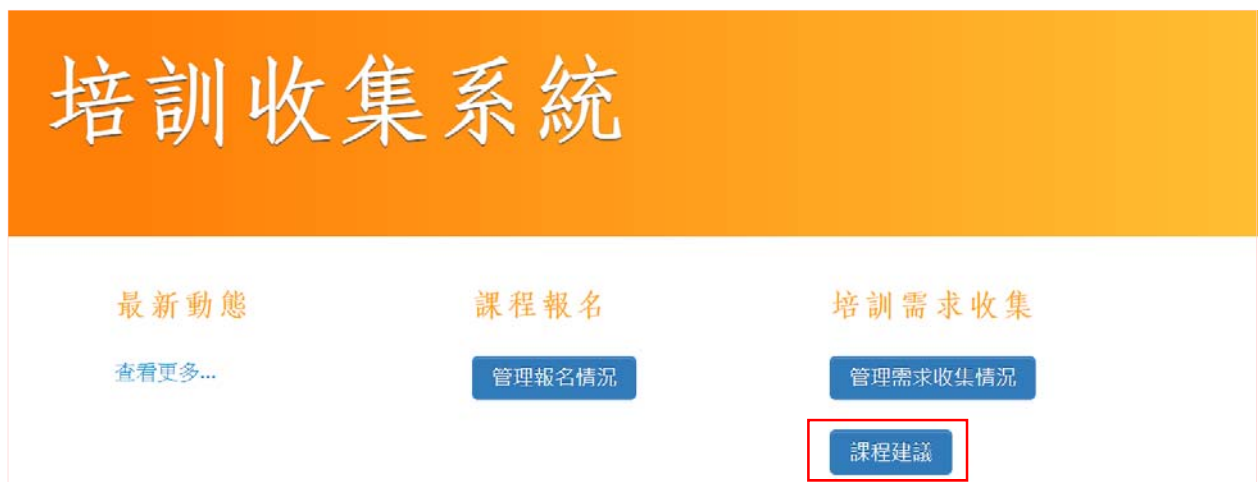 培訓收集系統
最新動態
查看更多...
課程報名
管理報名情況
培訓需求收集
管理需求收集情況
課程建議